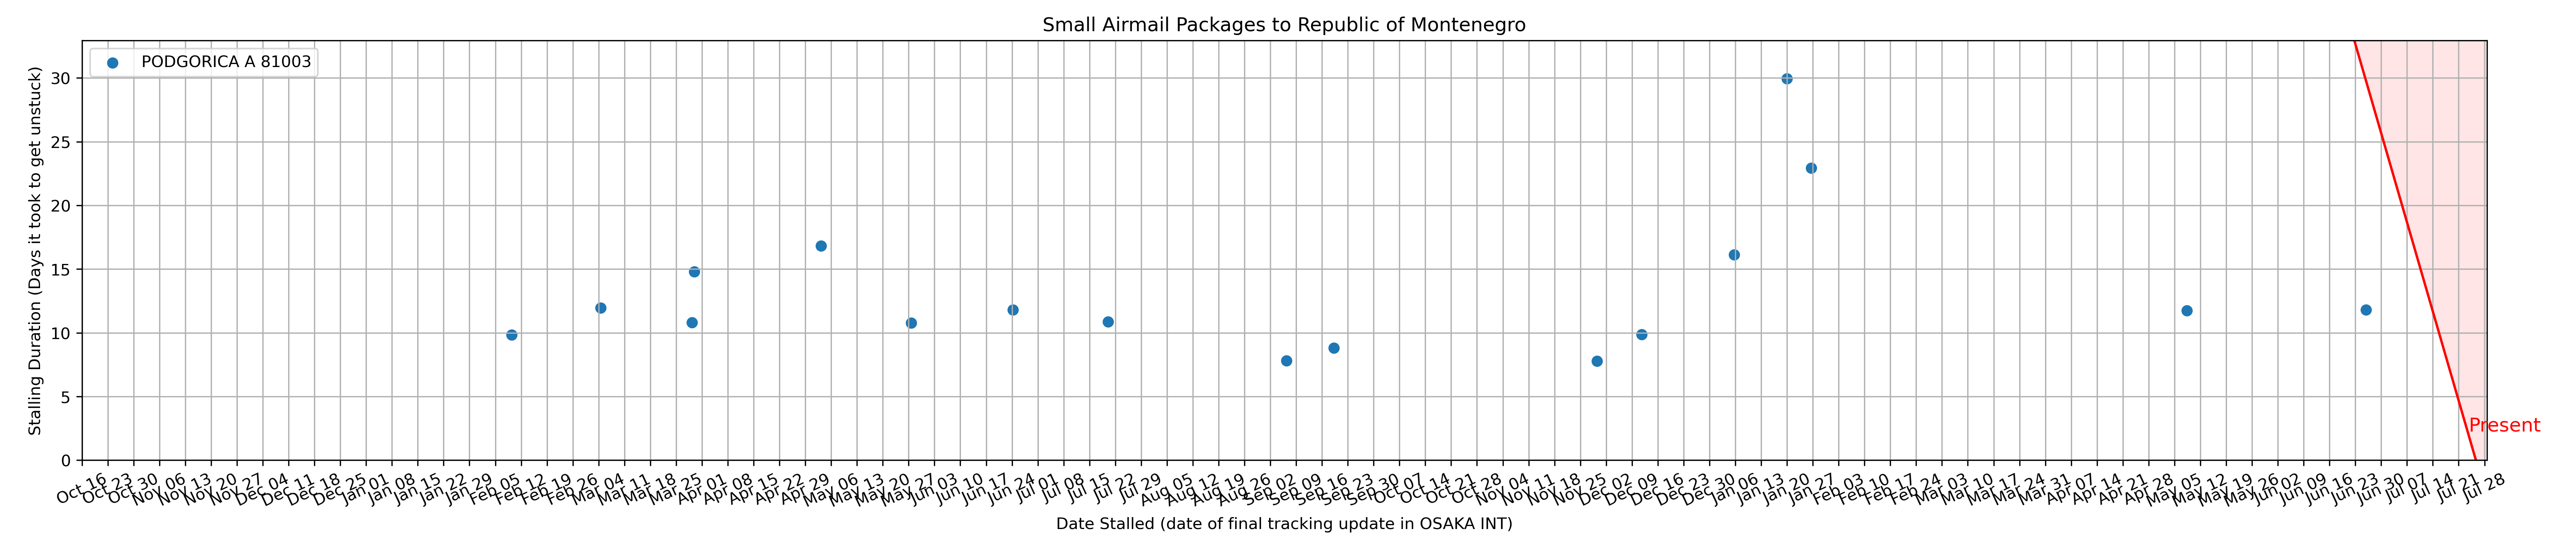 Small Airmail Packages to Republic of Montenegro
PODGORICA A 81003
Stalling Duration (Days it took to get unstuck)
30
25
20
15
10
5
0
Present
Oct 16 Oct 23 Oct 30 Nov 06 Nov 13 Nov 20 Nov 27 Dec 04 Dec 11 Dec 18 Dec 25 Jan 01 Jan 08 Jan 15 Jan 22 Jan 29 Feb 05 Feb 12 Feb 19 Feb 26 Mar 04 Mar 11 Mar 18 Mar 25 Apr 01 Apr 08 Apr 15 Apr 22 Apr 29 May 06 May 13 May 20 May 27 Jun 03 Jun 10 Jun 17 Jun 24 Jul 01 Jul 08 Jul 15 Jul 22 Jul 29 Aug 05 Aug 12 Aug 19 Aug 26 Sep 02 Sep 09 Sep 16 Sep 23 Sep 30 Oct 07 Oct 14 Oct 21 Oct 28 Nov 04 Nov 11 Nov 18 Nov 25 Dec 02 Dec 09 Dec 16 Dec 23 Dec 30 Jan 06 Jan 13 Jan 20 Jan 27 Feb 03 Feb 10 Feb 17 Feb 24 Mar 03 Mar 10 Mar 17 Mar 24 Mar 31 Apr 07 Apr 14 Apr 21 Apr 28 May 05 May 12 May 19 May 26 Jun 02 Jun 09 Jun 16 Jun 23 Jun 30 Jul 07 Jul 14 Jul 21 Jul 28
Date Stalled (date of final tracking update in OSAKA INT)